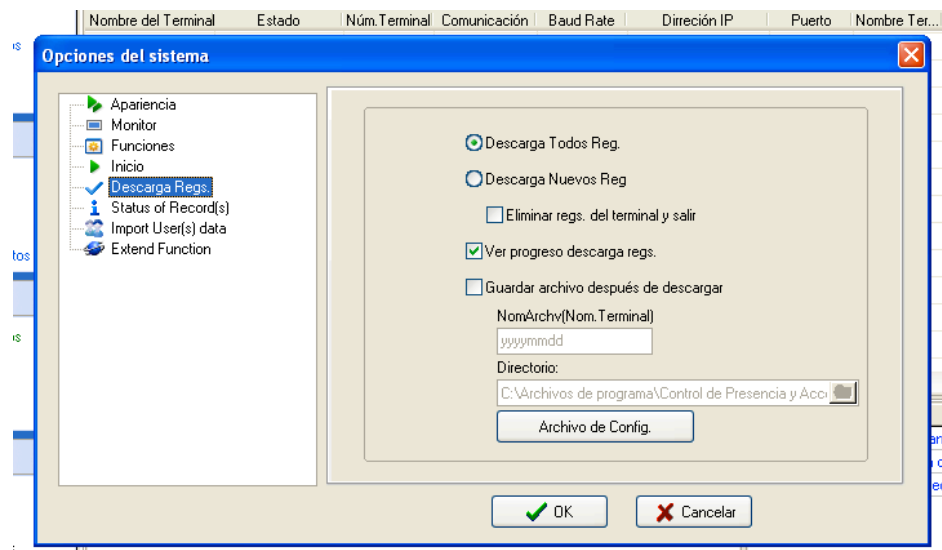 Nombre del Terminal Estado Núm.Terminal Comunicación Baud Rate Dirreción IP Puerto Nombre Ter...
Opciones del sistema
Apariencia
Monitor
Funciones
Inicio
Descarga Regs.
Status of Record(s)
Import User(s) data
Extend Function
Descarga Todos Reg.
Descarga Nuevos Reg
Eliminar regs. del terminal y salir
Ver progreso descarga regs.
Guardar archivo después de descargar
NomArchv(Nom.Terminal)
yyyymmdd
Directorio:
C:\Archivos de programa\Control de Presencia y Acc
Archivo de Config.
OK Cancelar